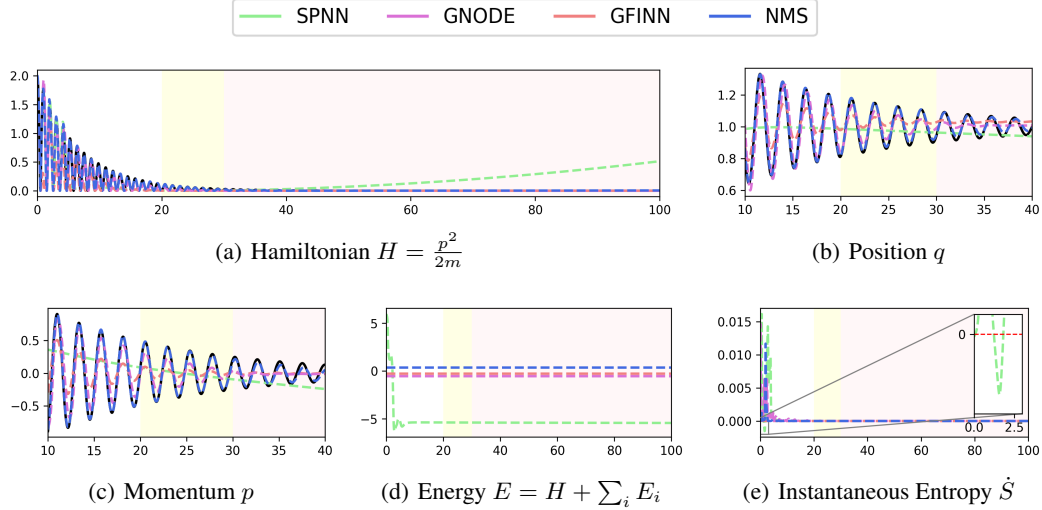 SPNN GNODE GFINN NMS
2.0
1.5
1.0
0.5
0.0
0 20 40 60 80 100
(a) Hamiltonian H = p²/2m
1.2
1.0
0.8
0.6
10 15 20 25 30 35 40
(b) Position q
0.5
0.0
−0.5
10 15 20 25 30 35 40
(c) Momentum p
5
0
−5
0 20 40 60 80 100
(d) Energy E = H + ∑ᵢ Eᵢ
0.015
0.010
0.005
0.000
0
0.0 2.5
0 20 40 60 80 100
(e) Instantaneous Entropy Ṡ